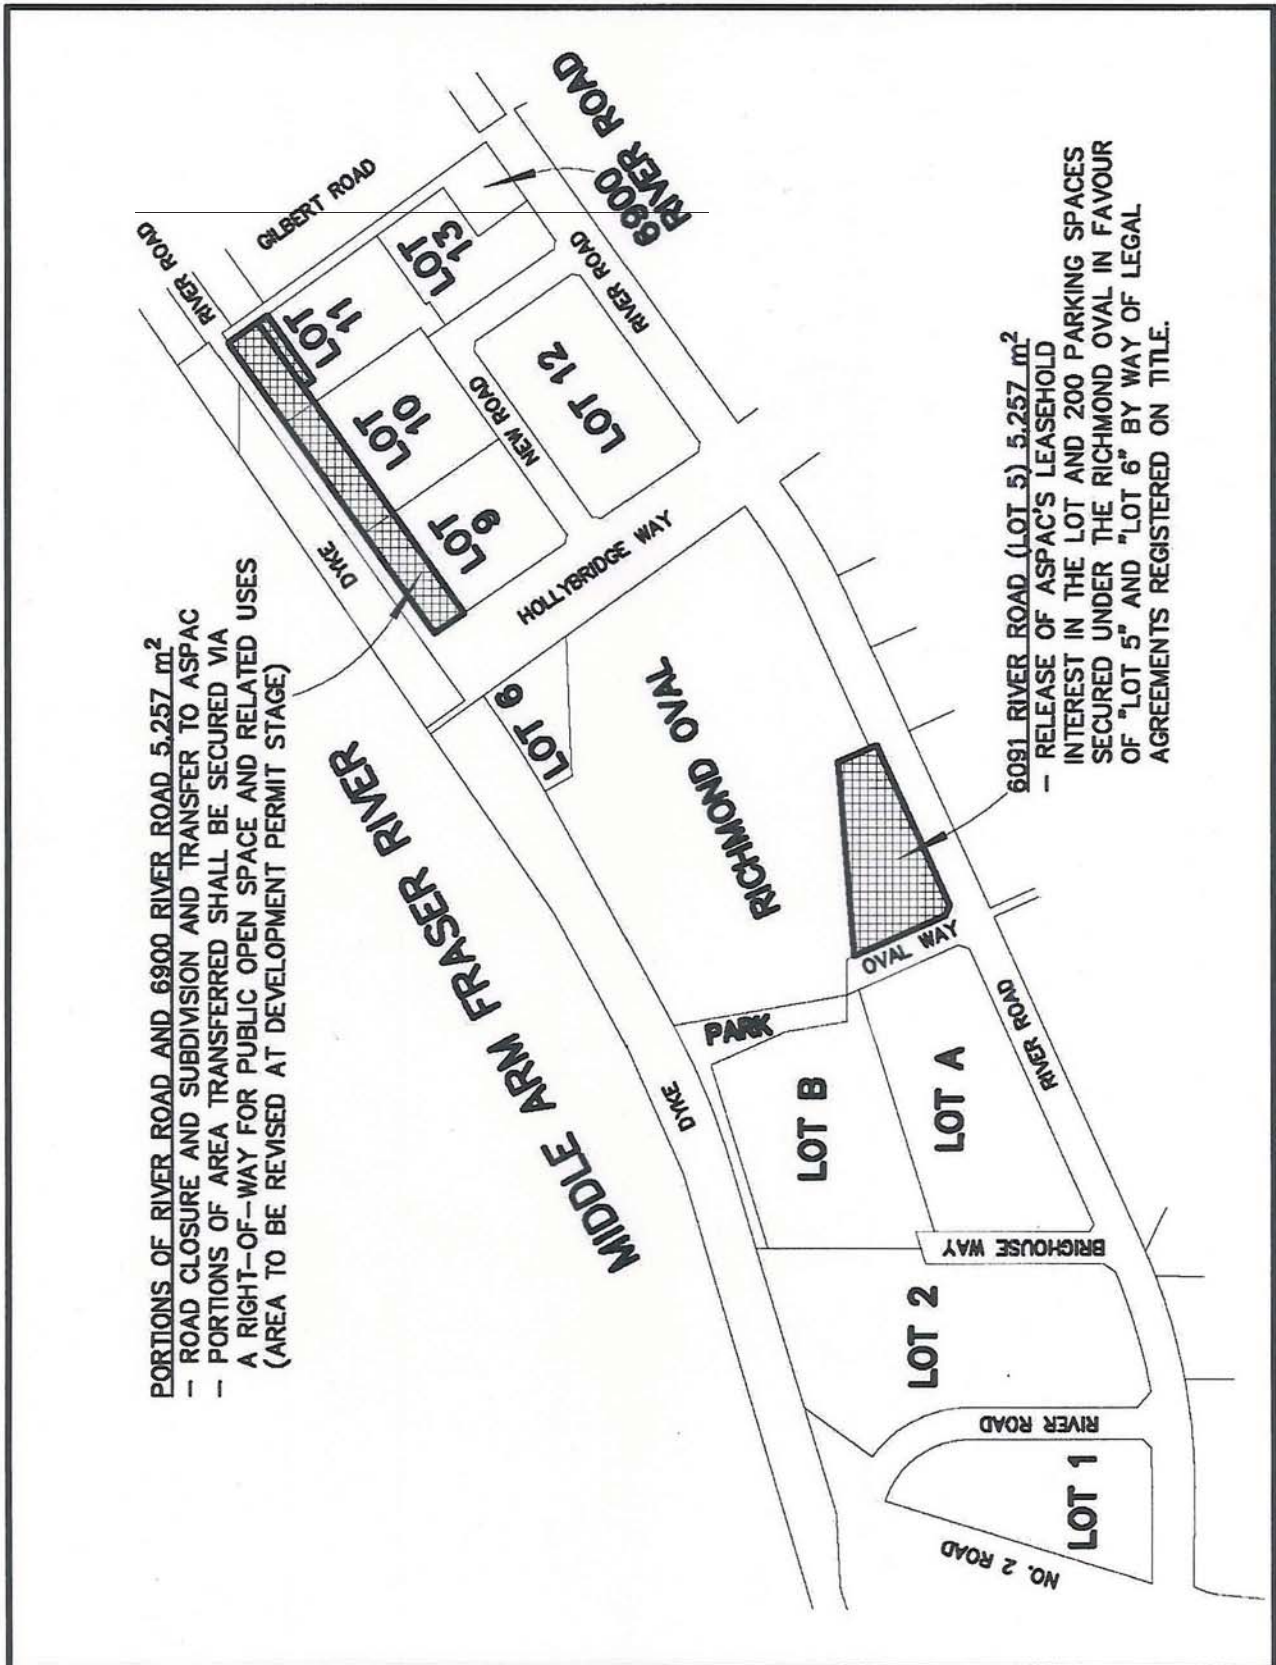 PORTIONS OF RIVER ROAD AND 6900 RIVER ROAD 5,257 m²
— ROAD CLOSURE AND SUBDIVISION AND TRANSFER TO ASPAC
— PORTIONS OF AREA TRANSFERRED SHALL BE SECURED VIA
A RIGHT-OF-WAY FOR PUBLIC OPEN SPACE AND RELATED USES
(AREA TO BE REVISED AT DEVELOPMENT PERMIT STAGE)
RIVER ROAD
GILBERT ROAD
6900
RIVER ROAD
LOT
11
LOT
13
LOT
10
LOT
9
LOT 12
NEW ROAD
RIVER ROAD
DYKE
HOLLYBRIDGE WAY
LOT 6
MIDDLE ARM FRASER RIVER
RICHMOND OVAL
OVAL WAY
PARK
DYKE
LOT B
LOT A
RIVER ROAD
BRIGHOUSE WAY
LOT 2
RIVER ROAD
LOT 1
NO. 2 ROAD
6091 RIVER ROAD (LOT 5) 5,257 m²
— RELEASE OF ASPAC'S LEASEHOLD
INTEREST IN THE LOT AND 200 PARKING SPACES
SECURED UNDER THE RICHMOND OVAL IN FAVOUR
OF "LOT 5" AND "LOT 6" BY WAY OF LEGAL
AGREEMENTS REGISTERED ON TITLE.